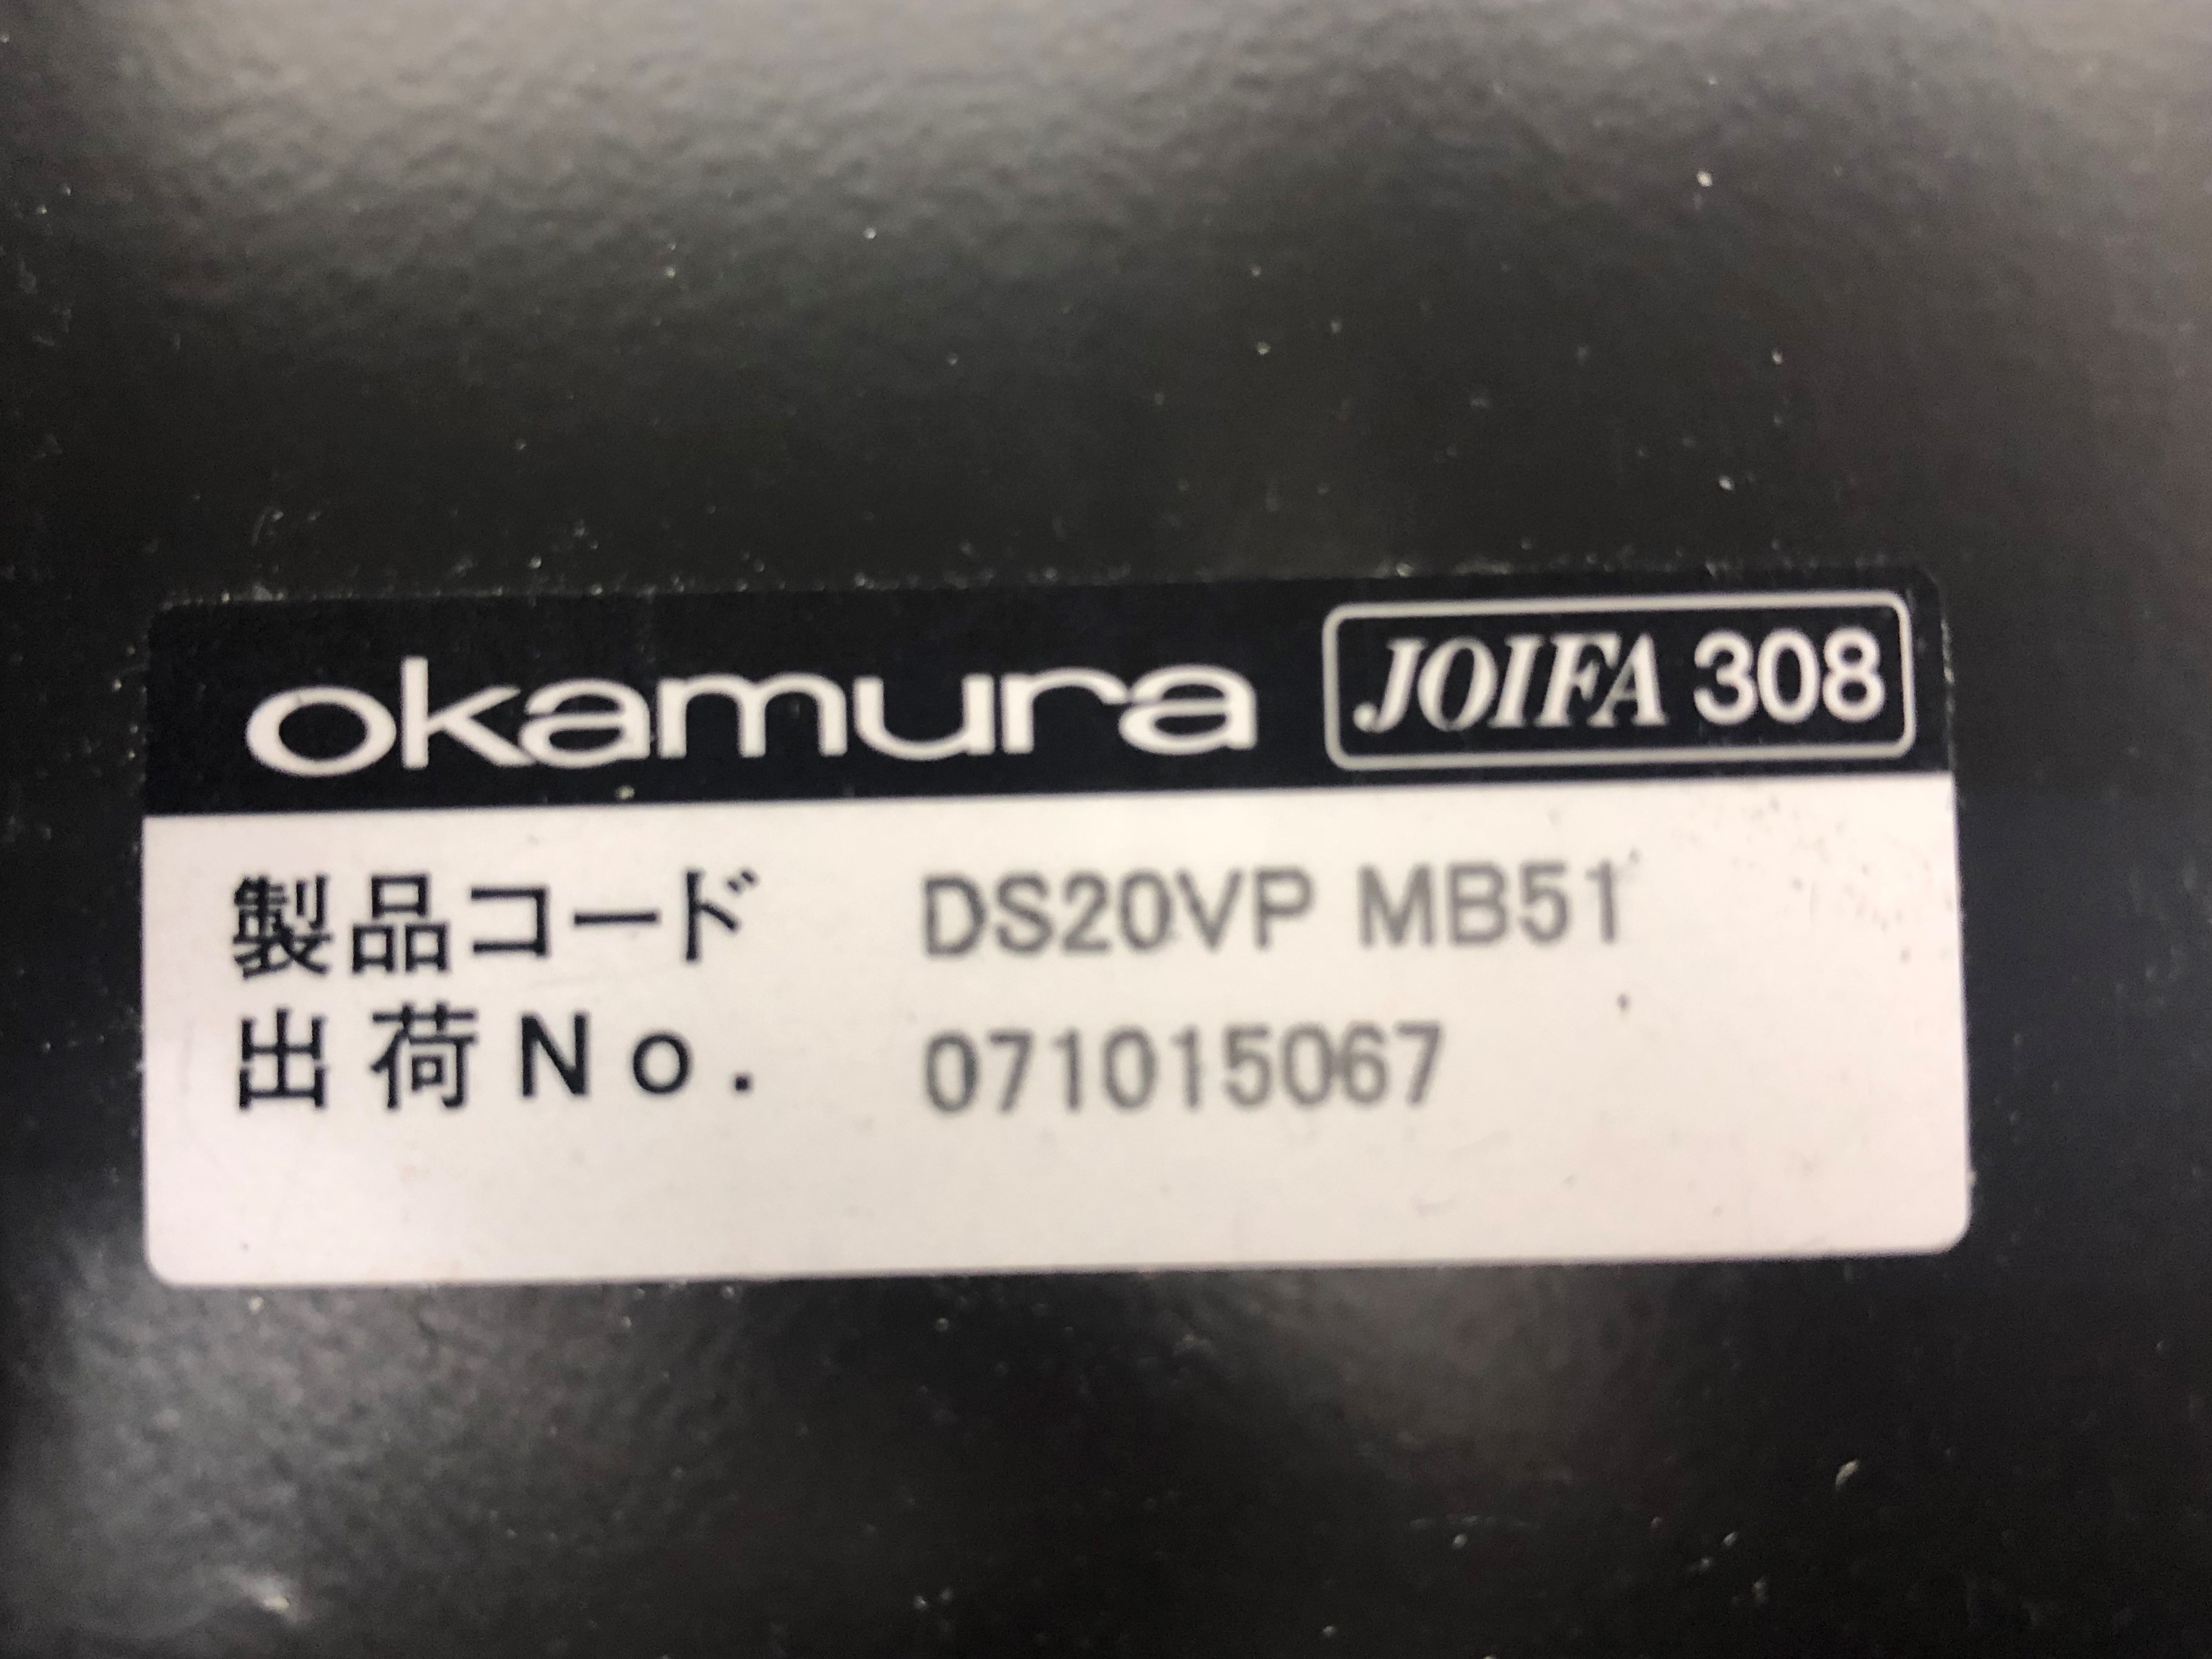 okamura JOIFA 308
製品コード DS20VP MB51
出荷No. 071015067